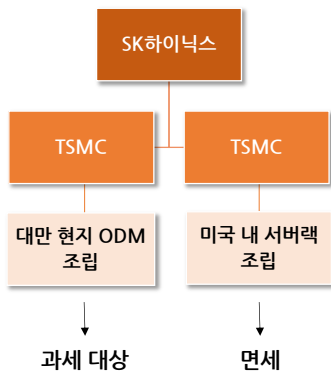 SK하이닉스
TSMC
TSMC
대만 현지 ODM
조립
미국 내 서버랙
조립
과세 대상
면세